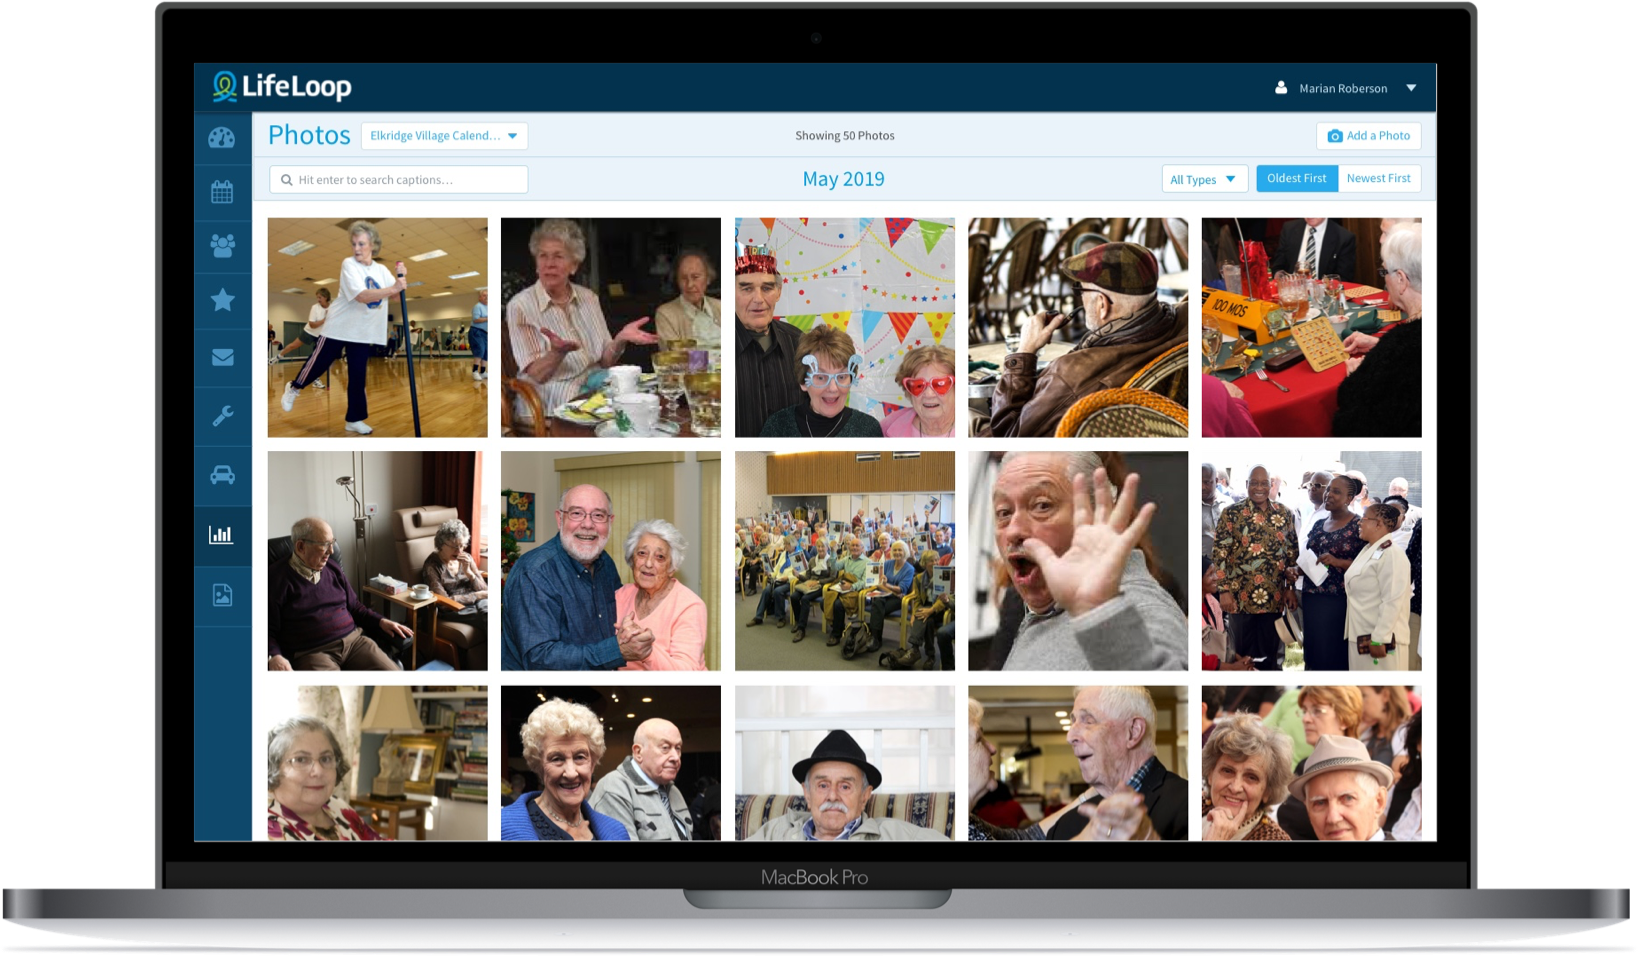 LifeLoop
Marian Roberson
Photos
Elkridge Village Calend...
Showing 50 Photos
Add a Photo
Hit enter to search captions...
May 2019
All Types
Oldest First
Newest First
100 MOS
MacBook Pro